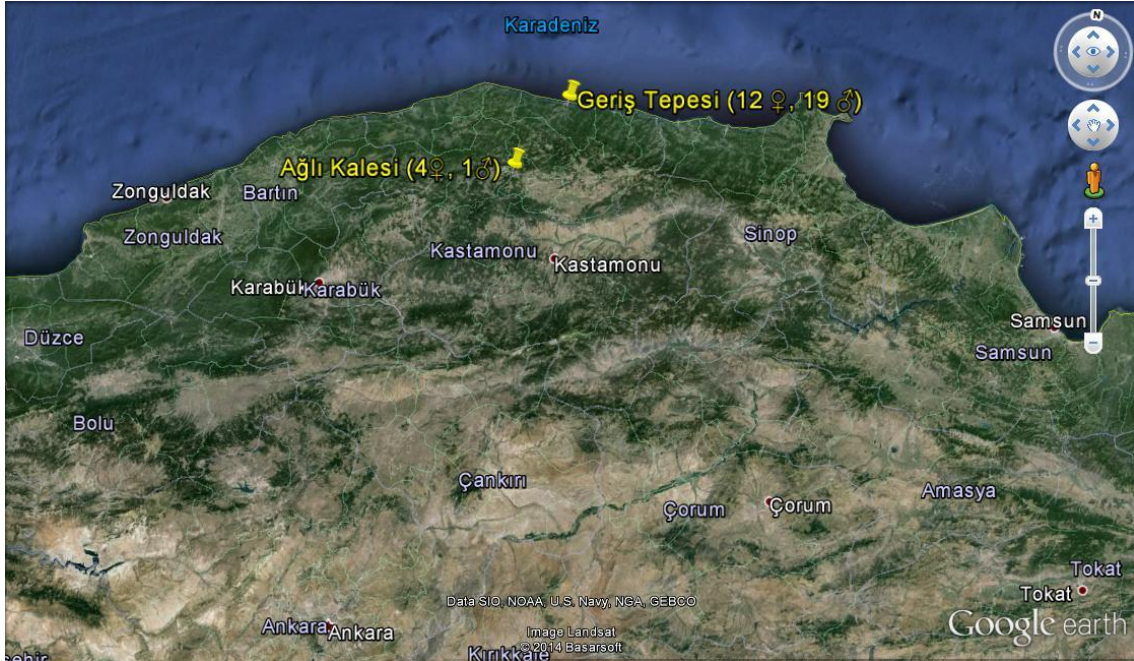 Karadeniz
N
Geriş Tepesi (12 ♀, 19 ♂)
Ağlı Kalesi (4♀, 1♂)
Zonguldak
Bartın
Zonguldak
Sinop
Kastamonu
Kastamonu
Karabük
Karabük
Samsun
Düzce
Samsun
Bolu
Çankırı
Amasya
Çorum
Çorum
Tokat
Tokat
Data SIO, NOAA, U.S. Navy, NGA, GEBCO
Ankara
Ankara
Image Landsat
© 2014 Basarsoft
Google earth
Kırıkkale